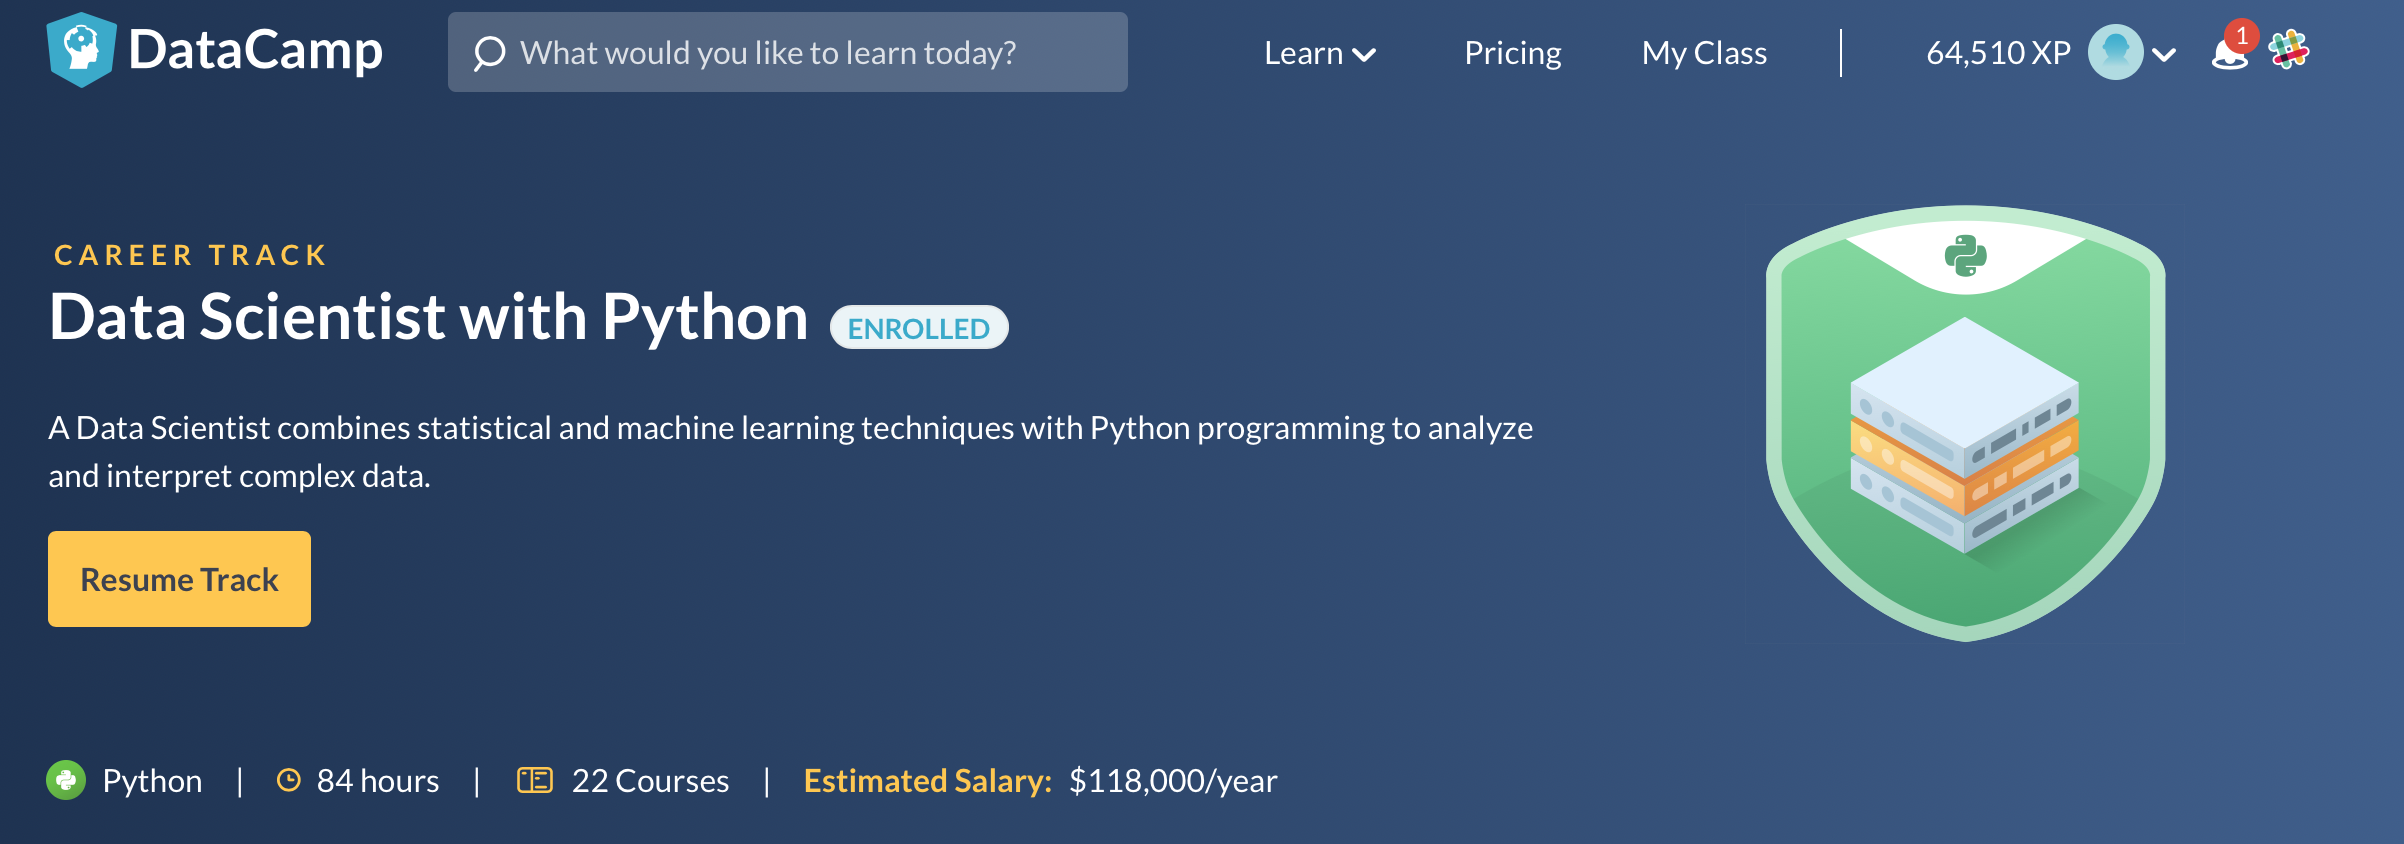 DataCamp
What would you like to learn today?
Learn
Pricing
My Class
64,510 XP
1
CAREER TRACK
Data Scientist with Python
ENROLLED
A Data Scientist combines statistical and machine learning techniques with Python programming to analyze
and interpret complex data.
Resume Track
Python | 84 hours | 22 Courses | Estimated Salary: $118,000/year